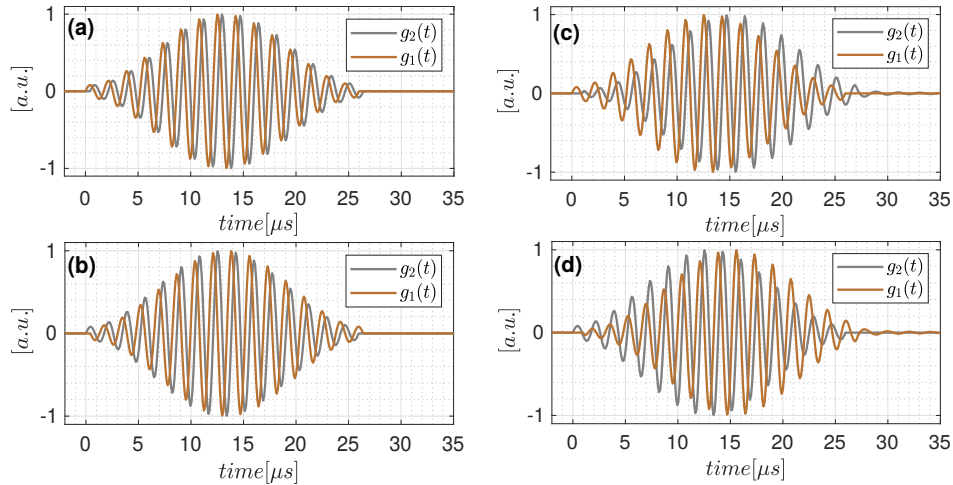 (a)
g₂(t)
g₁(t)
[a.u.]
1
0
-1
0 5 10 15 20 25 30 35
time[μs]
(c)
g₂(t)
g₁(t)
[a.u.]
1
0
-1
0 5 10 15 20 25 30 35
time[μs]
(b)
g₂(t)
g₁(t)
[a.u.]
1
0
-1
0 5 10 15 20 25 30 35
time[μs]
(d)
g₂(t)
g₁(t)
[a.u.]
1
0
-1
0 5 10 15 20 25 30 35
time[μs]